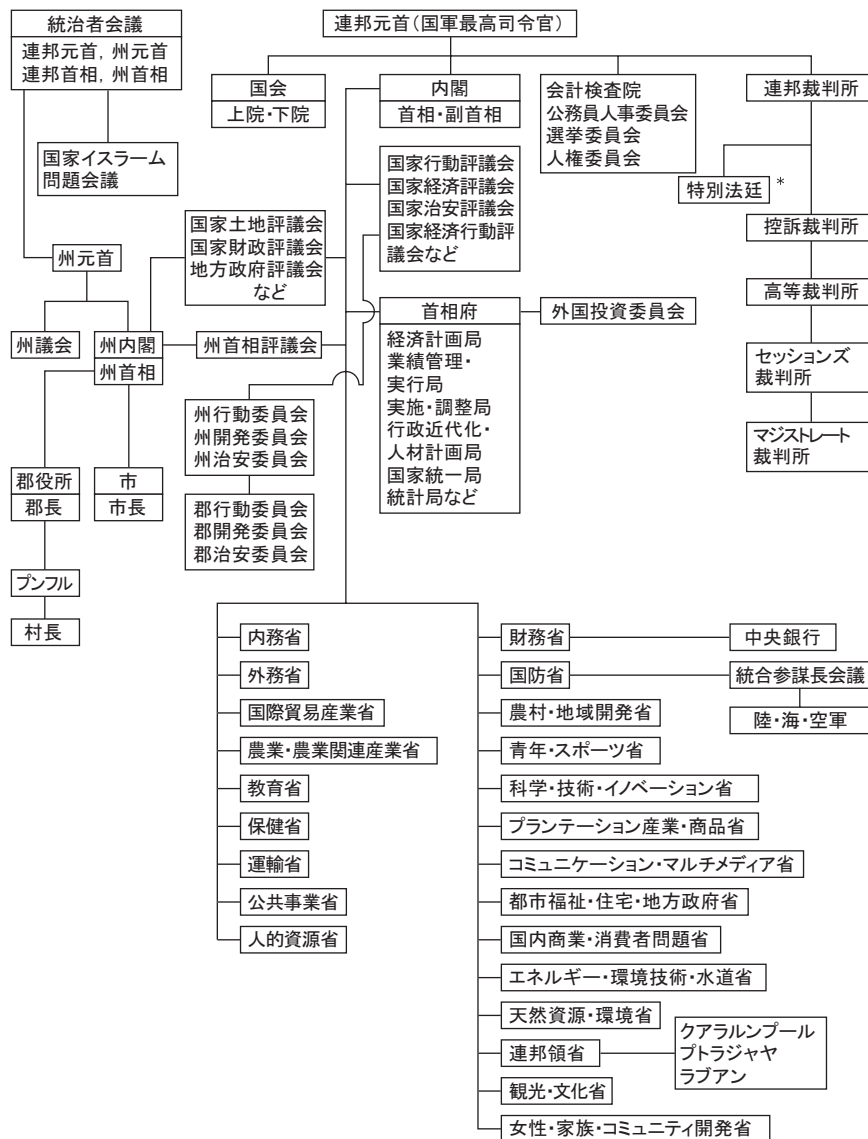 統治者会議
連邦元首, 州元首
連邦首相, 州首相
国家イスラーム
問題会議
州元首
州議会
州内閣
州首相
郡役所
郡長
市
市長
プンフル
村長
連邦元首(国軍最高司令官)
国会
上院・下院
内閣
首相・副首相
会計検査院
公務員人事委員会
選挙委員会
人権委員会
連邦裁判所
特別法廷 *
控訴裁判所
高等裁判所
セッションズ
裁判所
マジストレート
裁判所
国家行動評議会
国家経済評議会
国家治安評議会
国家経済行動評
議会など
国家土地評議会
国家財政評議会
地方政府評議会
など
州首相評議会
首相府
経済計画局
業績管理・
実行局
実施・調整局
行政近代化・
人材計画局
国家統一局
統計局など
外国投資委員会
州行動委員会
州開発委員会
州治安委員会
郡行動委員会
郡開発委員会
郡治安委員会
内務省
外務省
国際貿易産業省
農業・農業関連産業省
教育省
保健省
運輸省
公共事業省
人的資源省
財務省
中央銀行
国防省
統合参謀長会議
陸・海・空軍
農村・地域開発省
青年・スポーツ省
科学・技術・イノベーション省
プランテーション産業・商品省
コミュニケーション・マルチメディア省
都市福祉・住宅・地方政府省
国内商業・消費者問題省
エネルギー・環境技術・水道省
天然資源・環境省
連邦領省
クアラルンプール
プトラジャヤ
ラブアン
観光・文化省
女性・家族・コミュニティ開発省